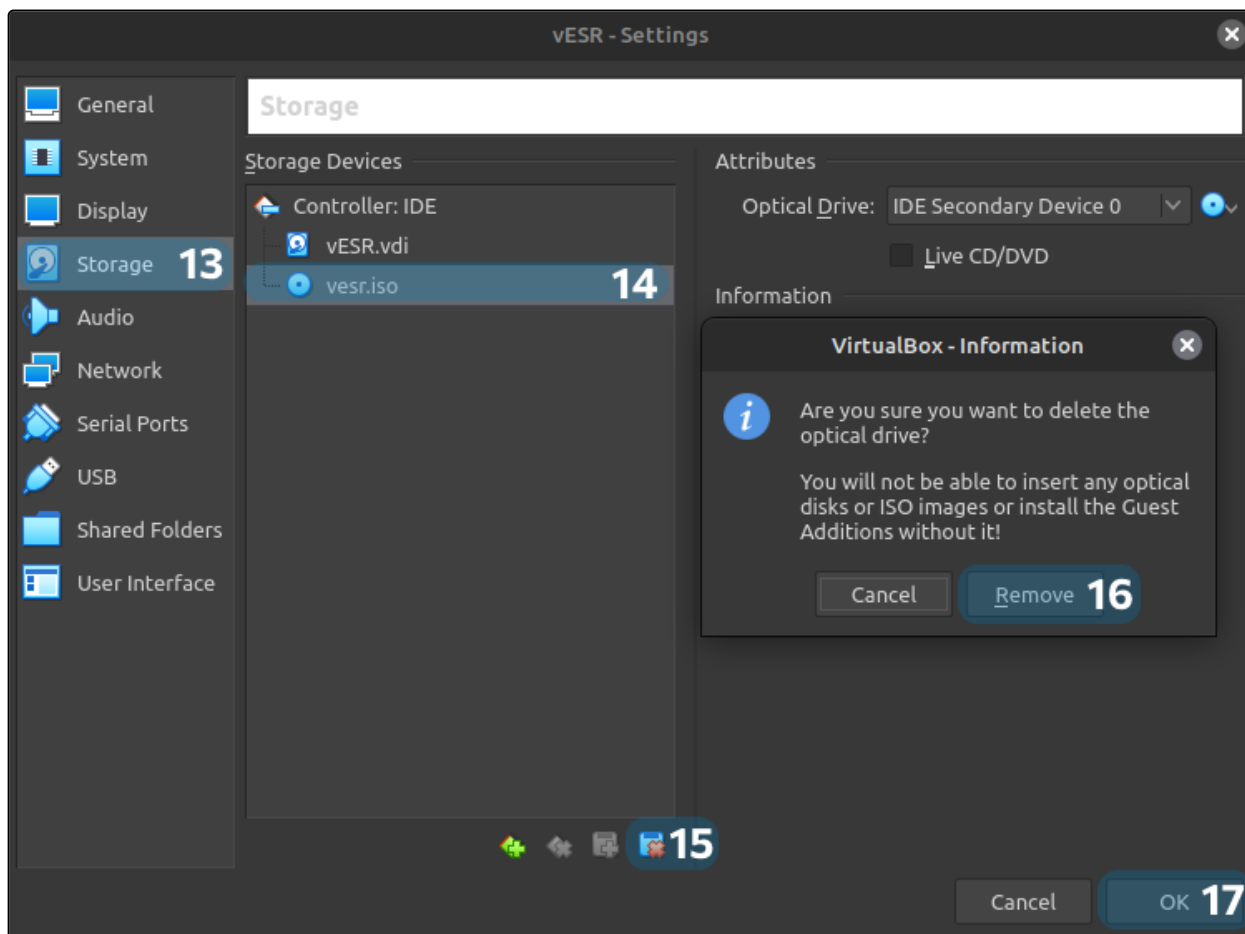 vESR - Settings
General
System
Display
Storage 13
Audio
Network
Serial Ports
USB
Shared Folders
User Interface
Storage
Storage Devices
Controller: IDE
vESR.vdi
vesr.iso 14
15
Attributes
Optical Drive: IDE Secondary Device 0
Live CD/DVD
Information
VirtualBox - Information
Are you sure you want to delete the
optical drive?
You will not be able to insert any optical
disks or ISO images or install the Guest
Additions without it!
Cancel
Remove 16
Cancel
OK 17